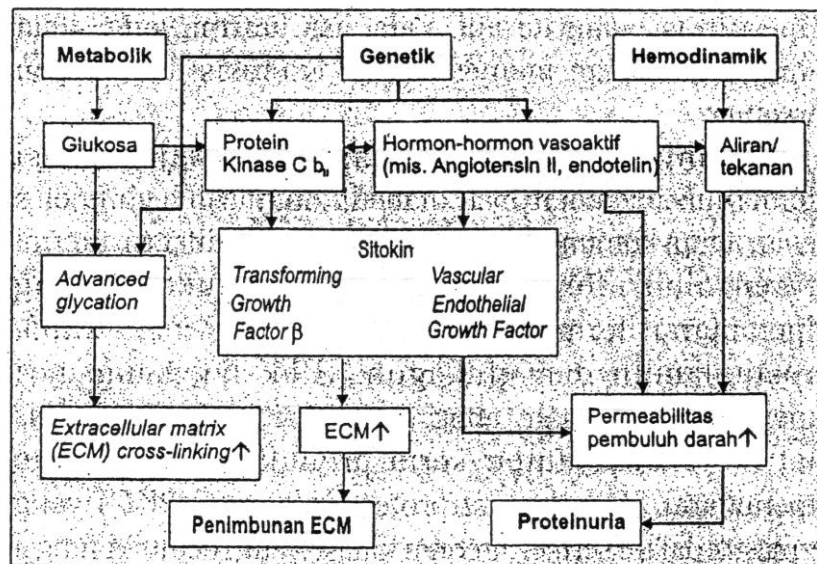 Metabolik
Genetik
Hemodinamik
Glukosa
Protein
Kinase C b
Hormon-hormon vasoaktif
(mis. Angiotensin II, endotelin)
Aliran/
tekanan
Sitokin
Transforming
Growth
Factor β
Vascular
Endothelial
Growth Factor
Advanced
glycation
Extracellular matrix
(ECM) cross-linking↑
ECM↑
Permeabilitas
pembuluh darah↑
Penimbunan ECM
Proteinuria